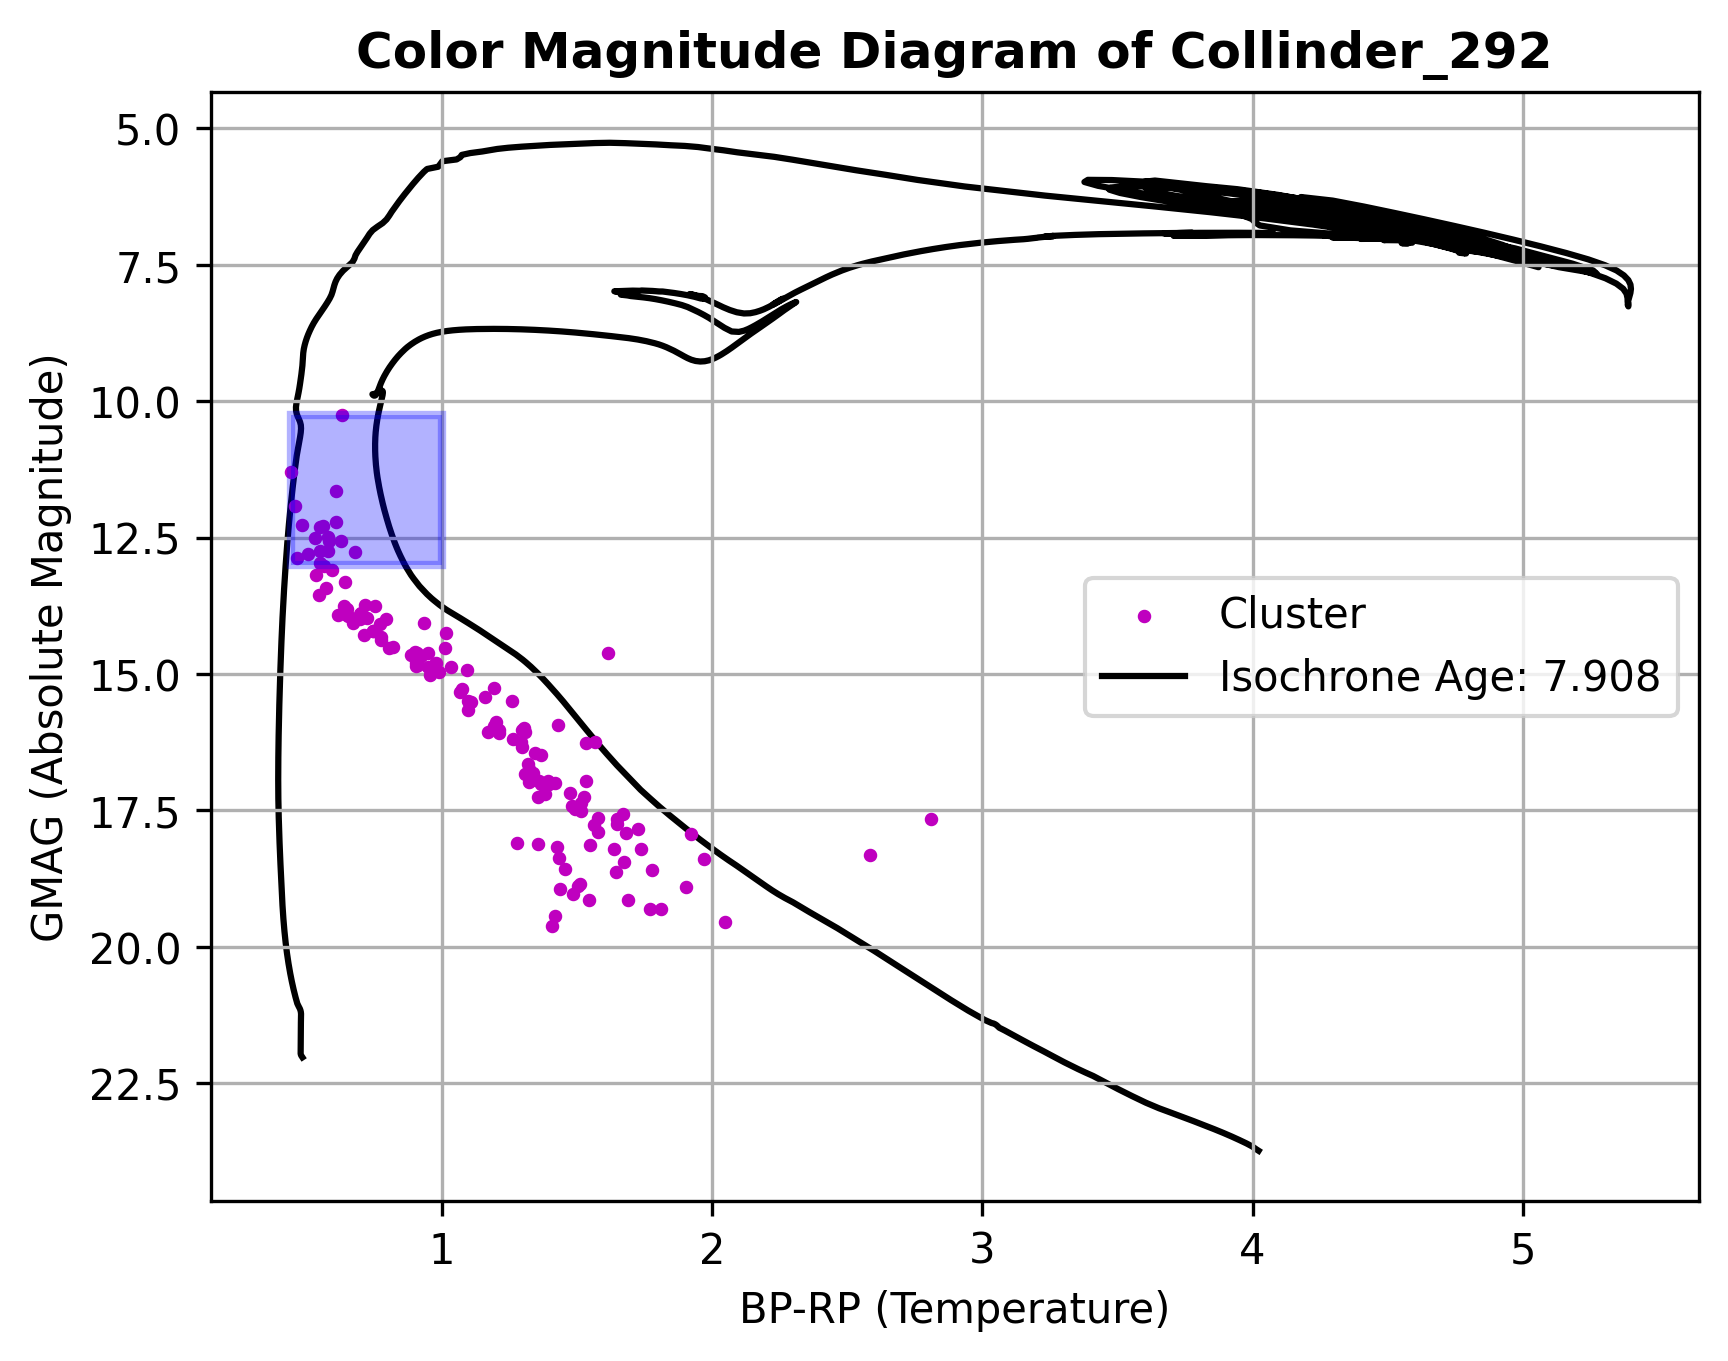 Color Magnitude Diagram of Collinder_292
GMAG (Absolute Magnitude)
5.0
7.5
10.0
12.5
15.0
17.5
20.0
22.5
Cluster
Isochrone Age: 7.908
1 2 3 4 5
BP-RP (Temperature)